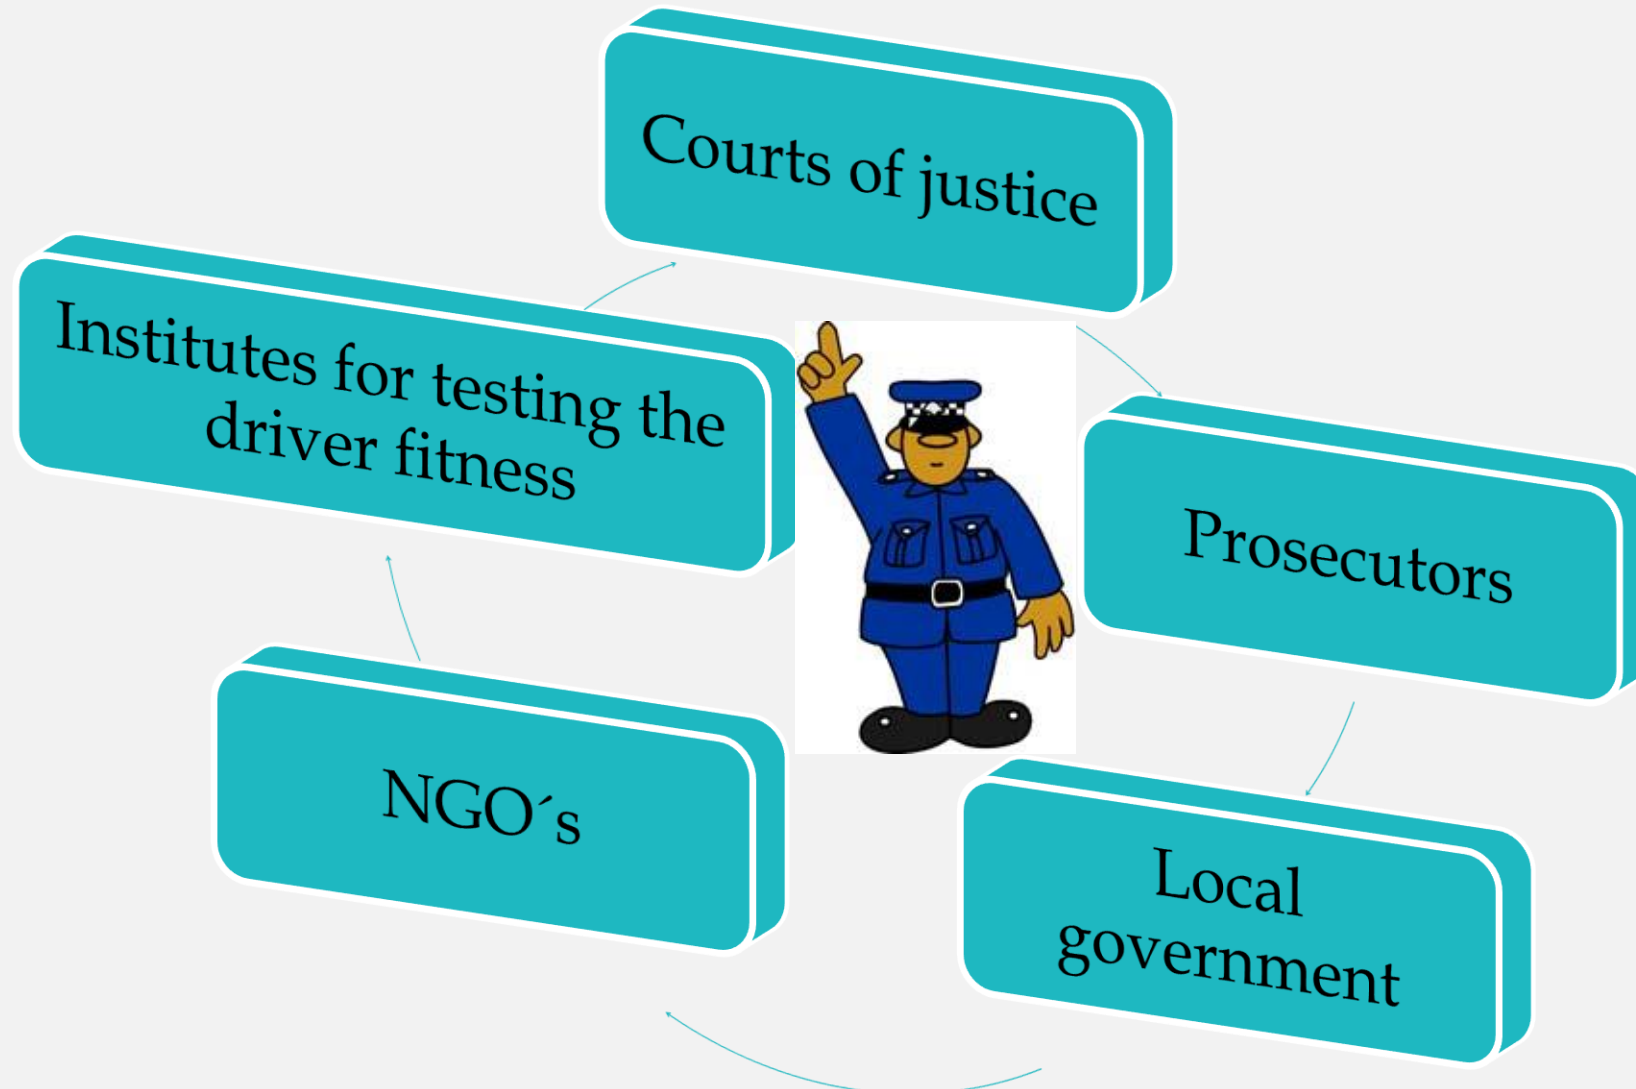 Courts of justice
Institutes for testing the
driver fitness
Prosecutors
NGO´s
Local
government